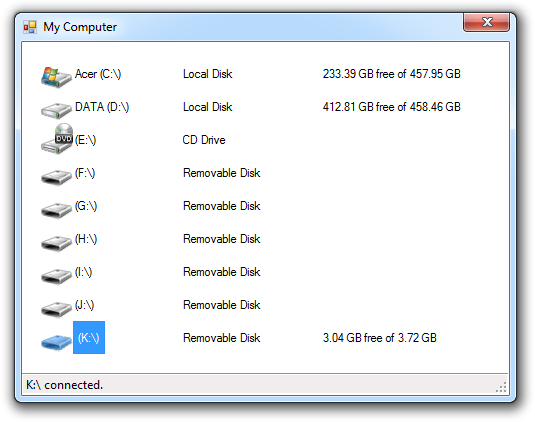 My Computer
Acer (C:\) Local Disk 233.39 GB free of 457.95 GB
DATA (D:\) Local Disk 412.81 GB free of 458.46 GB
DVD (E:\) CD Drive
(F:\) Removable Disk
(G:\) Removable Disk
(H:\) Removable Disk
(I:\) Removable Disk
(J:\) Removable Disk
(K:\) Removable Disk 3.04 GB free of 3.72 GB
K:\ connected.